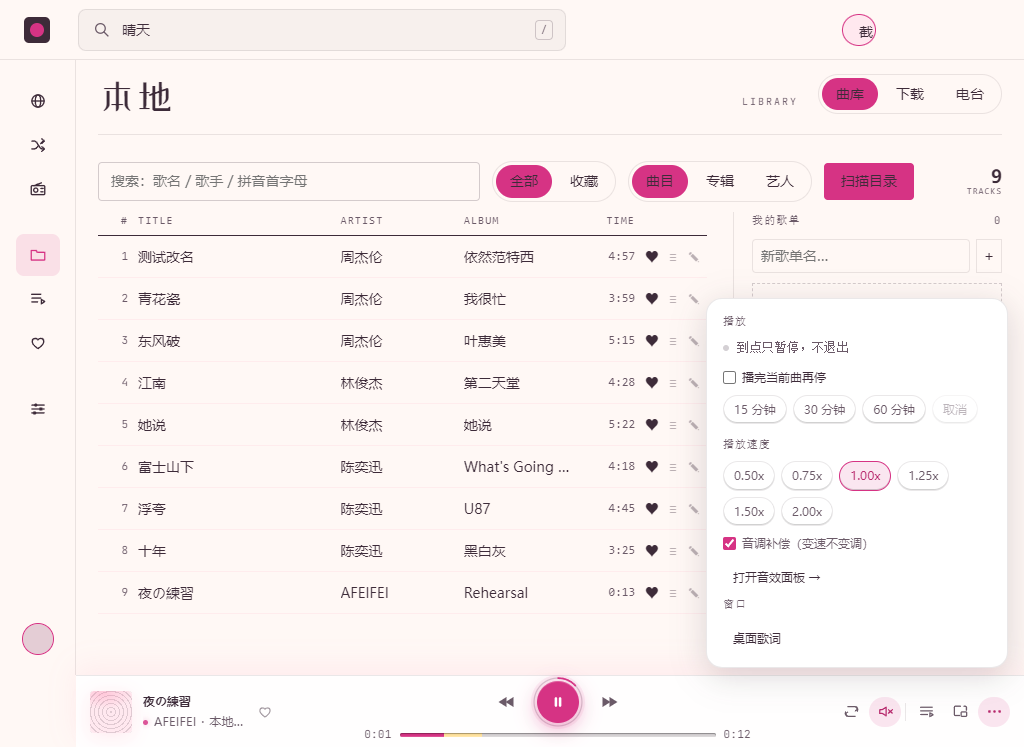 晴天 /
截
本地
LIBRARY 曲库 下载 电台
搜索：歌名 / 歌手 / 拼音首字母 全部 收藏 曲目 专辑 艺人 扫描目录 9
TRACKS
# TITLE ARTIST ALBUM TIME
1 测试改名 周杰伦 依然范特西 4:57
2 青花瓷 周杰伦 我很忙 3:59
3 东风破 周杰伦 叶惠美 5:15
4 江南 林俊杰 第二天堂 4:28
5 她说 林俊杰 她说 5:22
6 富士山下 陈奕迅 What's Going ... 4:18
7 浮夸 陈奕迅 U87 4:45
8 十年 陈奕迅 黑白灰 3:25
9 夜の練習 AFEIFEI Rehearsal 0:13
我的歌单 0
新歌单名... +
播放
到点只暂停，不退出
播完当前曲再停
15 分钟 30 分钟 60 分钟 取消
播放速度
0.50x 0.75x 1.00x 1.25x
1.50x 2.00x
音调补偿（变速不变调）
打开音效面板 →
窗口
桌面歌词
夜の練習
AFEIFEI · 本地...
0:01 0:12